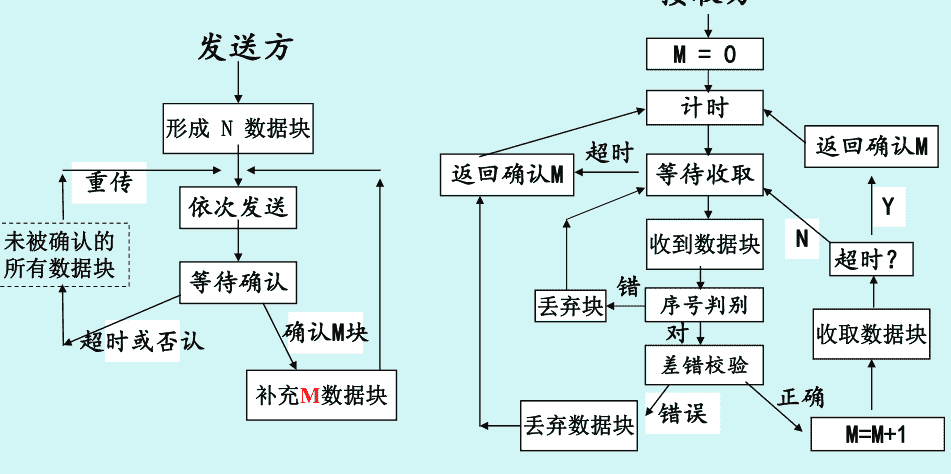 发送方
形成 N 数据块
重传
依次发送
未被确认的
所有数据块
等待确认
超时或否认
确认M块
补充M数据块
M = 0
计时
返回确认M
超时
等待收取
返回确认M
Y
N
收到数据块
超时?
错
丢弃块
序号判别
对
收取数据块
差错校验
正确
错误
丢弃数据块
M=M+1